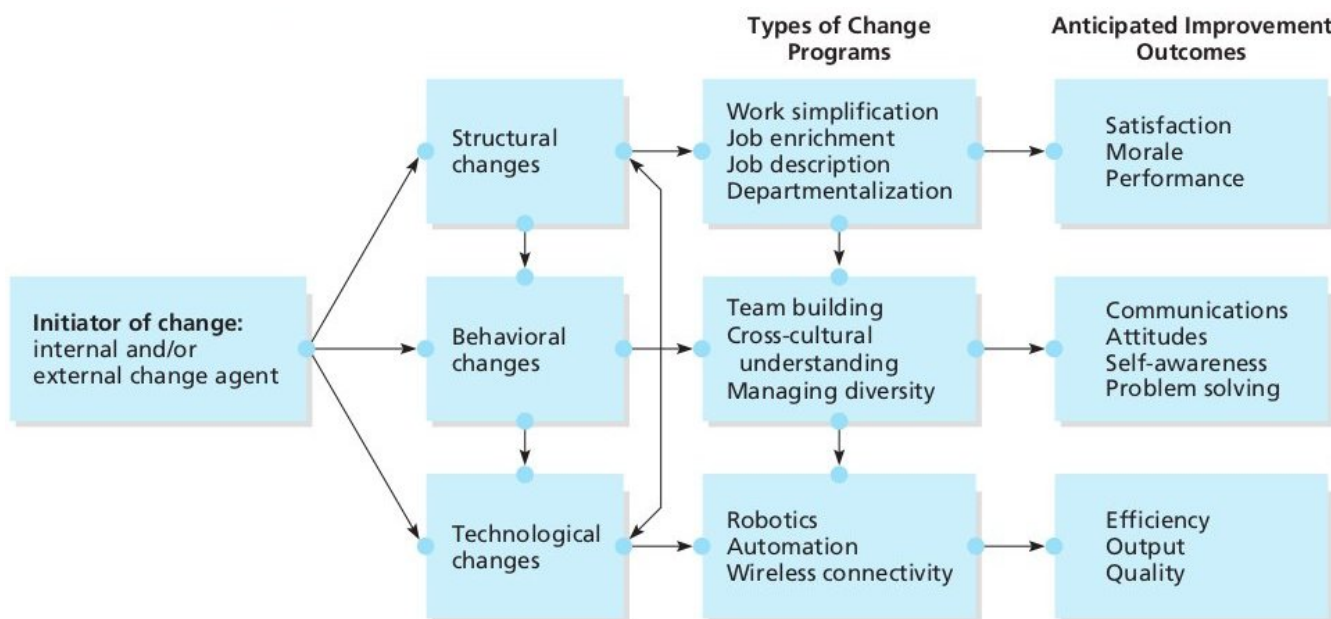 Types of Change
Programs
Anticipated Improvement
Outcomes
Structural
changes
Work simplification
Job enrichment
Job description
Departmentalization
Satisfaction
Morale
Performance
Initiator of change:
internal and/or
external change agent
Behavioral
changes
Team building
Cross-cultural
understanding
Managing diversity
Communications
Attitudes
Self-awareness
Problem solving
Technological
changes
Robotics
Automation
Wireless connectivity
Efficiency
Output
Quality